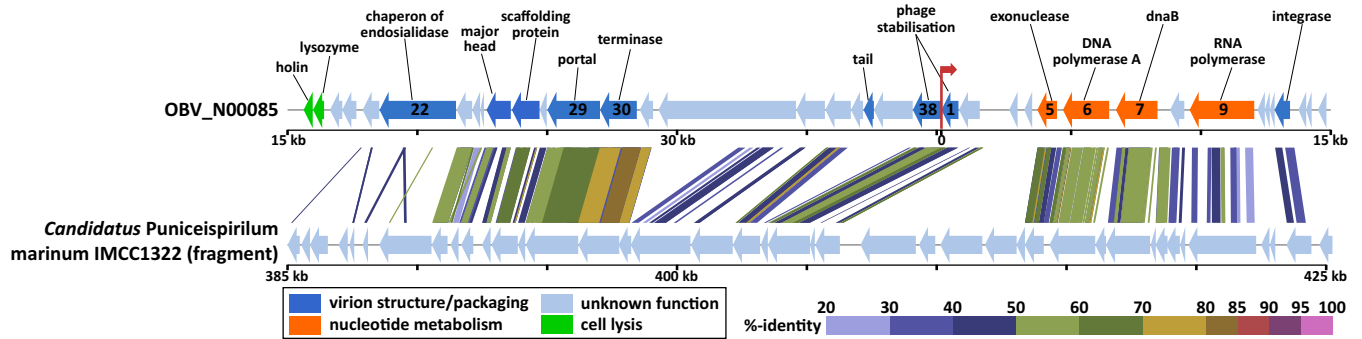 chaperon of
endosialidase
scaffolding
protein
phage
stabilisation
exonuclease
dnaB
integrase
lysozyme
major
head
terminase
DNA
polymerase A
RNA
polymerase
holin
portal
tail
OBV_N00085
22
29
30
38
1
5
6
7
9
15 kb
30 kb
0
15 kb
Candidatus Puniceispirilum
marinum IMCC1322 (fragment)
385 kb
400 kb
425 kb
virion structure/packaging
unknown function
nucleotide metabolism
cell lysis
20 30 40 50 60 70 80 85 90 95 100
%-identity